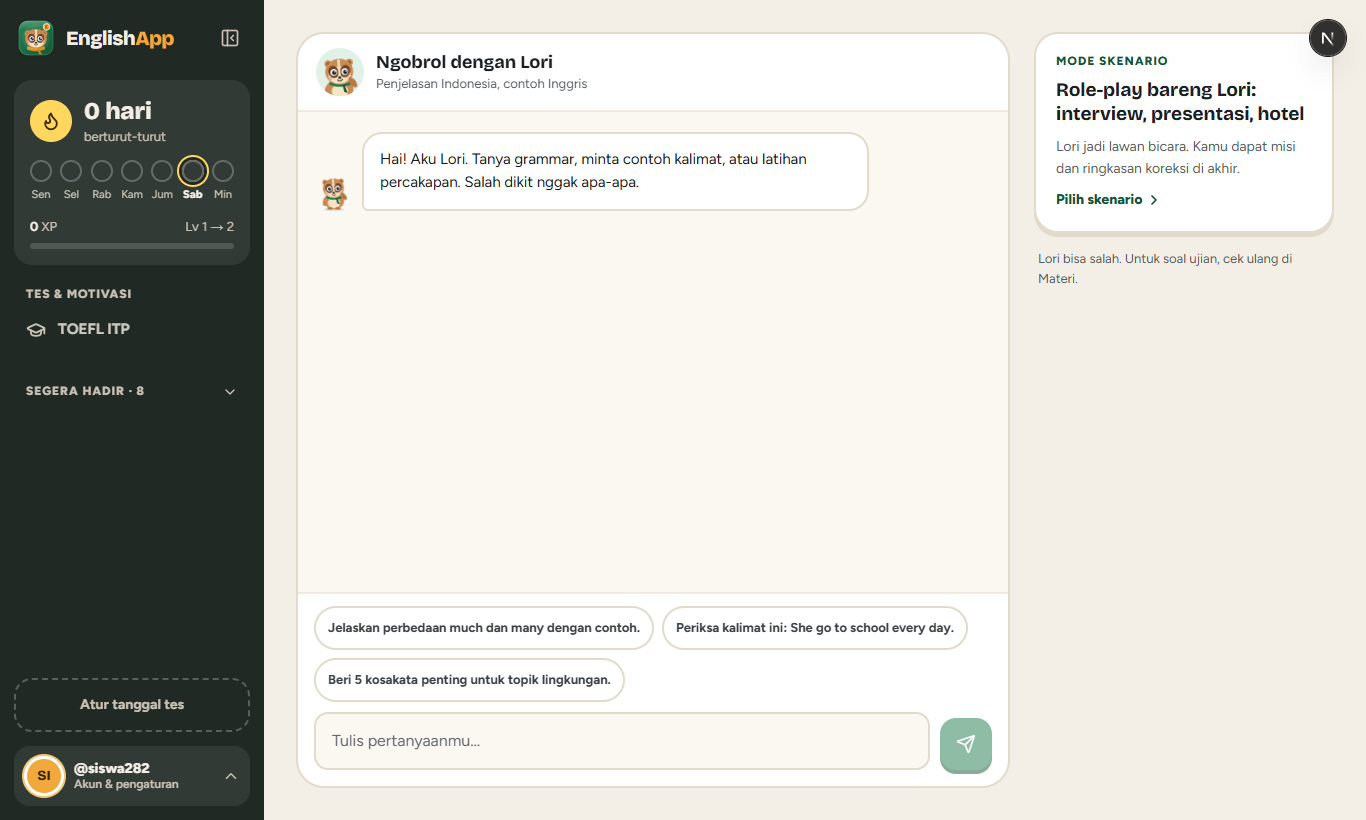 EnglishApp
0 hari
berturut-turut
Sen Sel Rab Kam Jum Sab Min
0 XP
Lv 1 → 2
TES & MOTIVASI
TOEFL ITP
SEGERA HADIR · 8
Atur tanggal tes
SI
@siswa282
Akun & pengaturan
Ngobrol dengan Lori
Penjelasan Indonesia, contoh Inggris
Hai! Aku Lori. Tanya grammar, minta contoh kalimat, atau latihan
percakapan. Salah dikit nggak apa-apa.
Jelaskan perbedaan much dan many dengan contoh.
Periksa kalimat ini: She go to school every day.
Beri 5 kosakata penting untuk topik lingkungan.
Tulis pertanyaanmu...
N
MODE SKENARIO
Role-play bareng Lori:
interview, presentasi, hotel
Lori jadi lawan bicara. Kamu dapat misi
dan ringkasan koreksi di akhir.
Pilih skenario
Lori bisa salah. Untuk soal ujian, cek ulang di
Materi.